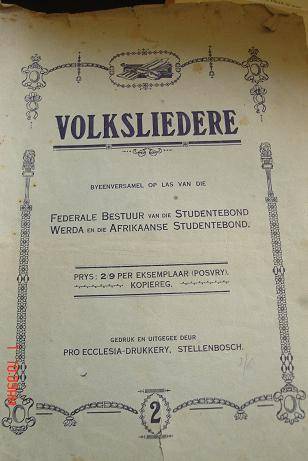 VOLKSLIEDERE
BYEENVERSAMEL OP LAS VAN DIE
FEDERALE BESTUUR VAN DIE STUDENTEBOND
WERDA EN DIE AFRIKAANSE STUDENTEBOND.
PRYS: 2/9 PER EKSEMPLAAR (POSVRY).
KOPIEREG.
GEDRUK EN UITGEGEE DEUR
PRO ECCLESIA-DRUKKERY, STELLENBOSCH.
2